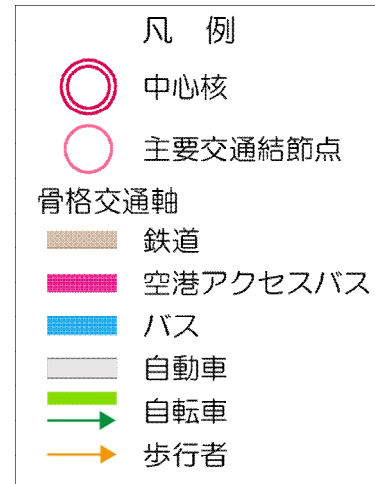 凡 例
中心核
主要交通結節点
骨格交通軸
鉄道
空港アクセスバス
バス
自動車
自転車
歩行者